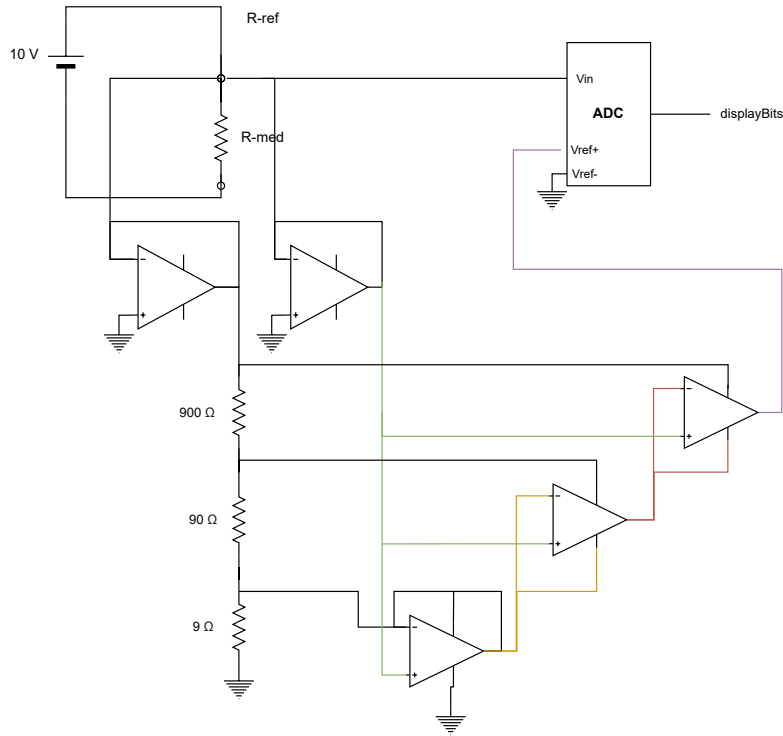 R-ref
10 V
R-med
Vin
ADC
displayBits
Vref+
Vref-
−
+
−
+
900 Ω
−
+
90 Ω
−
+
9 Ω
−
+